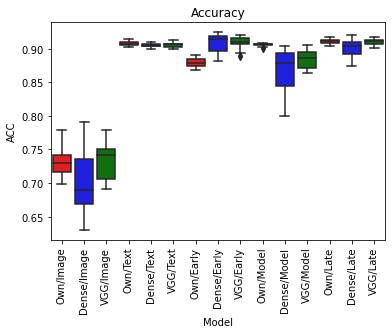 Accuracy
ACC
0.90
0.85
0.80
0.75
0.70
0.65
Own/Image
Dense/Image
VGG/Image
Own/Text
Dense/Text
VGG/Text
Own/Early
Dense/Early
VGG/Early
Own/Model
Dense/Model
VGG/Model
Own/Late
Dense/Late
VGG/Late
Model